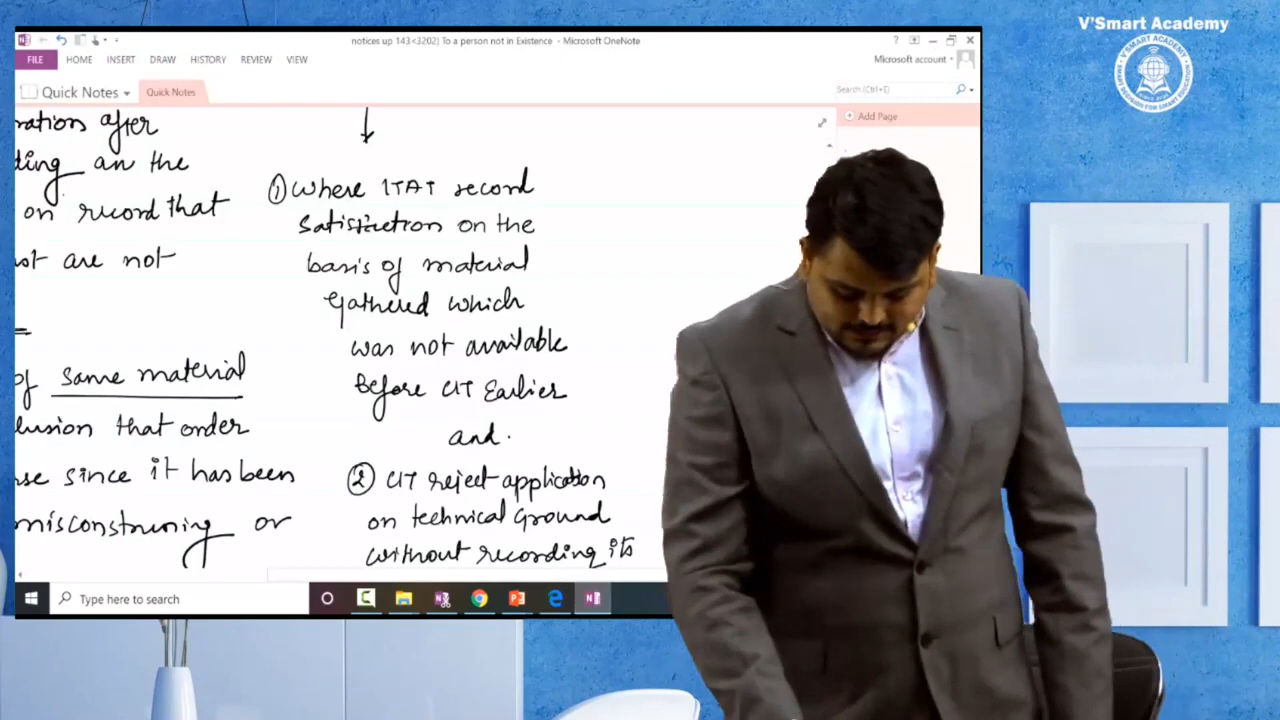 V'Smart Academy
notices up 143<3202) To a person not in Existence - Microsoft OneNote
FILE HOME INSERT DRAW HISTORY REVIEW VIEW
Microsoft account
Quick Notes
Quick Notes
Search (Ctrl+E)
Add Page
rations after
ding on the
on record that
are not
of same material
lusion that order
se since it has been
misconstruing or
① Where ITAT record
satisfaction on the
basis of material
Gathered which
was not available
Before CIT Earlier
and.
② CIT reject application
on technical Ground
without recording its
Type here to search